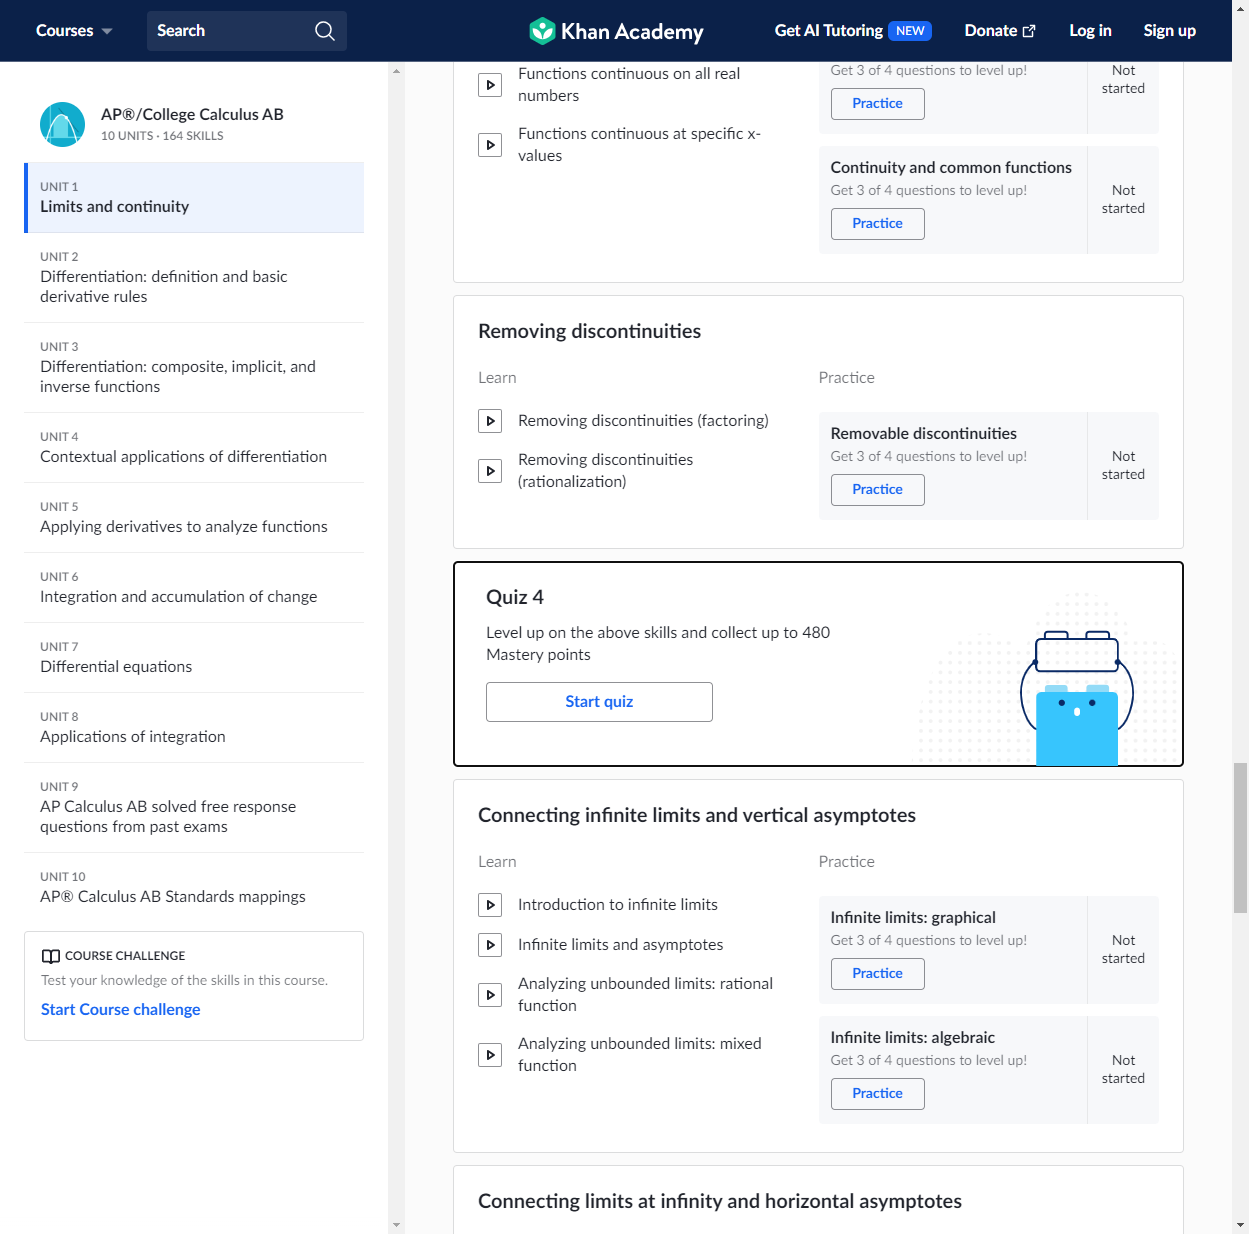 Courses
Search
Khan Academy
Get AI Tutoring NEW
Donate
Log in
Sign up
AP®/College Calculus AB
10 UNITS · 164 SKILLS
UNIT 1
Limits and continuity
UNIT 2
Differentiation: definition and basic
derivative rules
UNIT 3
Differentiation: composite, implicit, and
inverse functions
UNIT 4
Contextual applications of differentiation
UNIT 5
Applying derivatives to analyze functions
UNIT 6
Integration and accumulation of change
UNIT 7
Differential equations
UNIT 8
Applications of integration
UNIT 9
AP Calculus AB solved free response
questions from past exams
UNIT 10
AP® Calculus AB Standards mappings
COURSE CHALLENGE
Test your knowledge of the skills in this course.
Start Course challenge
Functions continuous on all real
numbers
Functions continuous at specific x-
values
Get 3 of 4 questions to level up!
Practice
Not
started
Continuity and common functions
Get 3 of 4 questions to level up!
Practice
Not
started
Removing discontinuities
Learn
Removing discontinuities (factoring)
Removing discontinuities
(rationalization)
Practice
Removable discontinuities
Get 3 of 4 questions to level up!
Practice
Not
started
Quiz 4
Level up on the above skills and collect up to 480
Mastery points
Start quiz
Connecting infinite limits and vertical asymptotes
Learn
Introduction to infinite limits
Infinite limits and asymptotes
Analyzing unbounded limits: rational
function
Analyzing unbounded limits: mixed
function
Practice
Infinite limits: graphical
Get 3 of 4 questions to level up!
Practice
Not
started
Infinite limits: algebraic
Get 3 of 4 questions to level up!
Practice
Not
started
Connecting limits at infinity and horizontal asymptotes